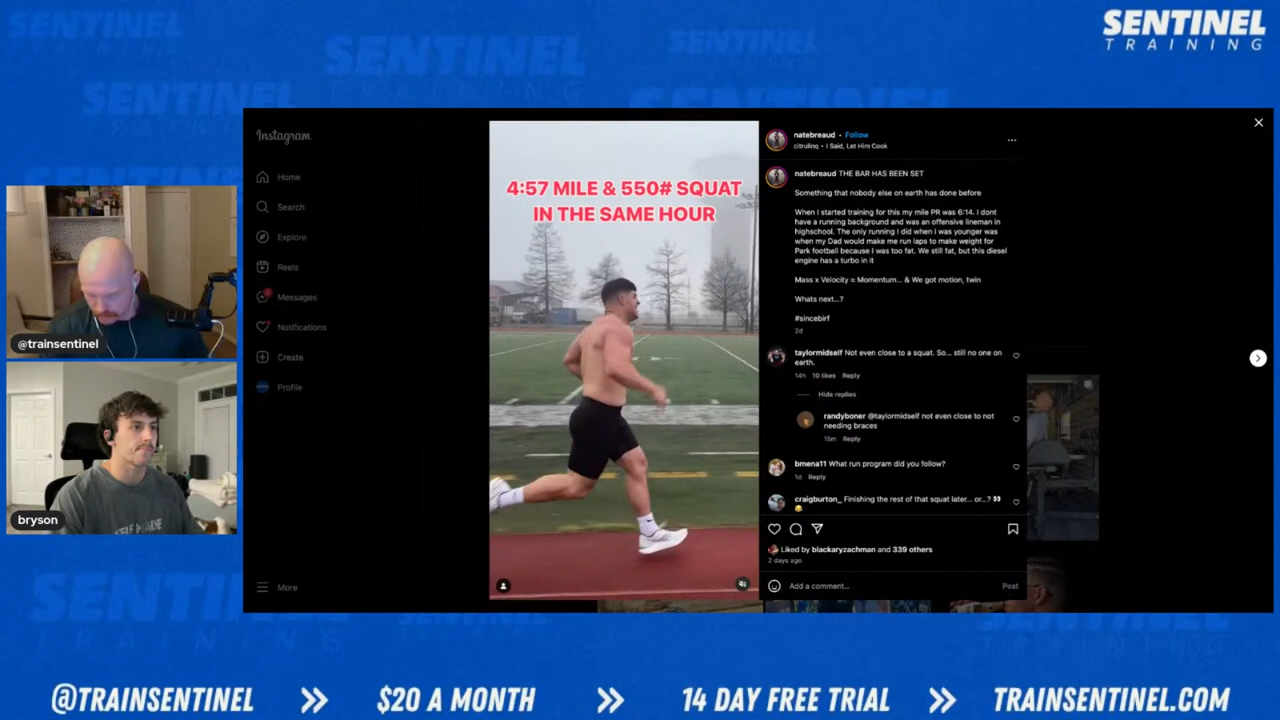 SENTINEL
TRAINING
SENTINEL
SENTINEL
SENTINEL
SENTINEL
TRAINING
Instagram
Home
Search
Explore
Reels
Messages
Notifications
Create
Profile
More
4:57 MILE & 550# SQUAT
IN THE SAME HOUR
natebreaud • Follow
citrulinq • I Said, Let Him Cook
natebreaud THE BAR HAS BEEN SET
Something that nobody else on earth has done before
When I started training for this my mile PR was 6:14. I dont
have a running background and was an offensive lineman in
highschool. The only running I did when I was younger was
when my Dad would make me run laps to make weight for
Park football because I was too fat. We still fat, but this diesel
engine has a turbo in it
Mass x Velocity = Momentum... & We got motion, twin
Whats next...?
#sincebirf
2d
taylormidself Not even close to a squat. So... still no one on
earth.
14h 10 likes Reply
Hide replies
randyboner @taylormidself not even close to not
needing braces
15m Reply
bmena11 What run program did you follow?
1d Reply
craigburton_ Finishing the rest of that squat later... or...?
Liked by blackaryzachman and 339 others
2 days ago
Add a comment...
Post
@trainsentinel
bryson
@TRAINSENTINEL >> $20 A MONTH >> 14 DAY FREE TRIAL >> TRAINSENTINEL.COM